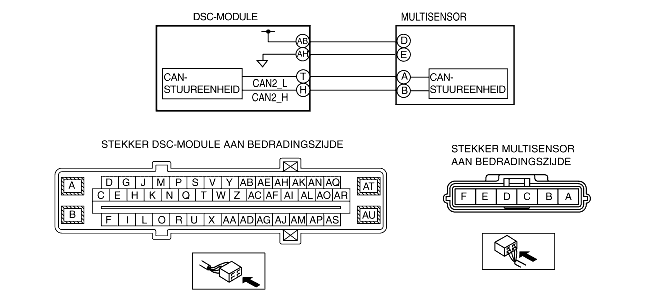 DSC-MODULE
MULTISENSOR
AB
D
AH
E
CAN-
STUUREENHEID
T
A
CAN-
STUUREENHEID
CAN2_L
H
B
CAN2_H
STEKKER DSC-MODULE AAN BEDRADINGSZIJDE
STEKKER MULTISENSOR
AAN BEDRADINGSZIJDE
A
D G J M P S V Y AB AE AH AK AN AQ
AT
C E H K N Q T W Z AC AF AI AL AO AR
B
F I L O R U X AA AD AG AJ AM AP AS
AU
F E D C B A